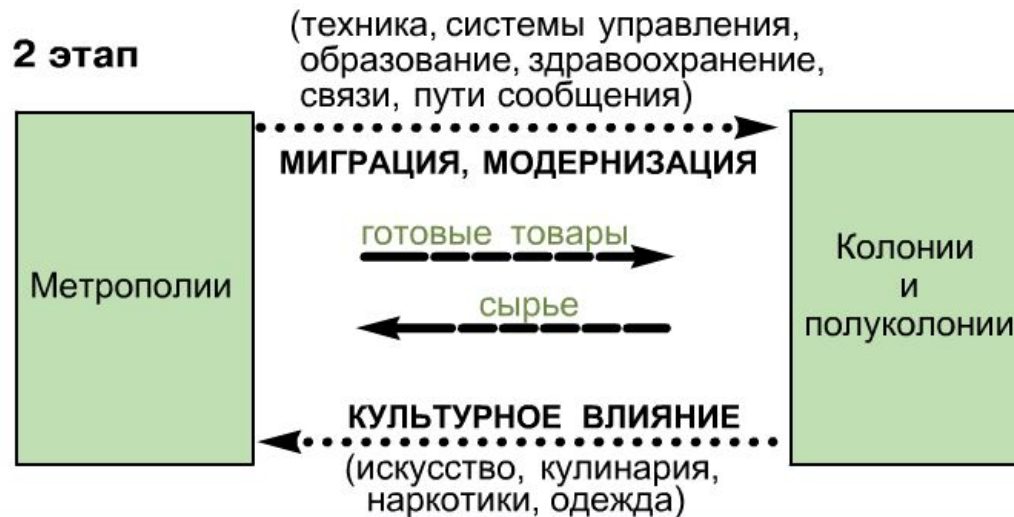 2 этап
(техника, системы управления,
образование, здравоохранение,
связи, пути сообщения)
МИГРАЦИЯ, МОДЕРНИЗАЦИЯ
готовые товары
Метрополии
Колонии
и
полуколонии
сырье
КУЛЬТУРНОЕ ВЛИЯНИЕ
(искусство, кулинария,
наркотики, одежда)